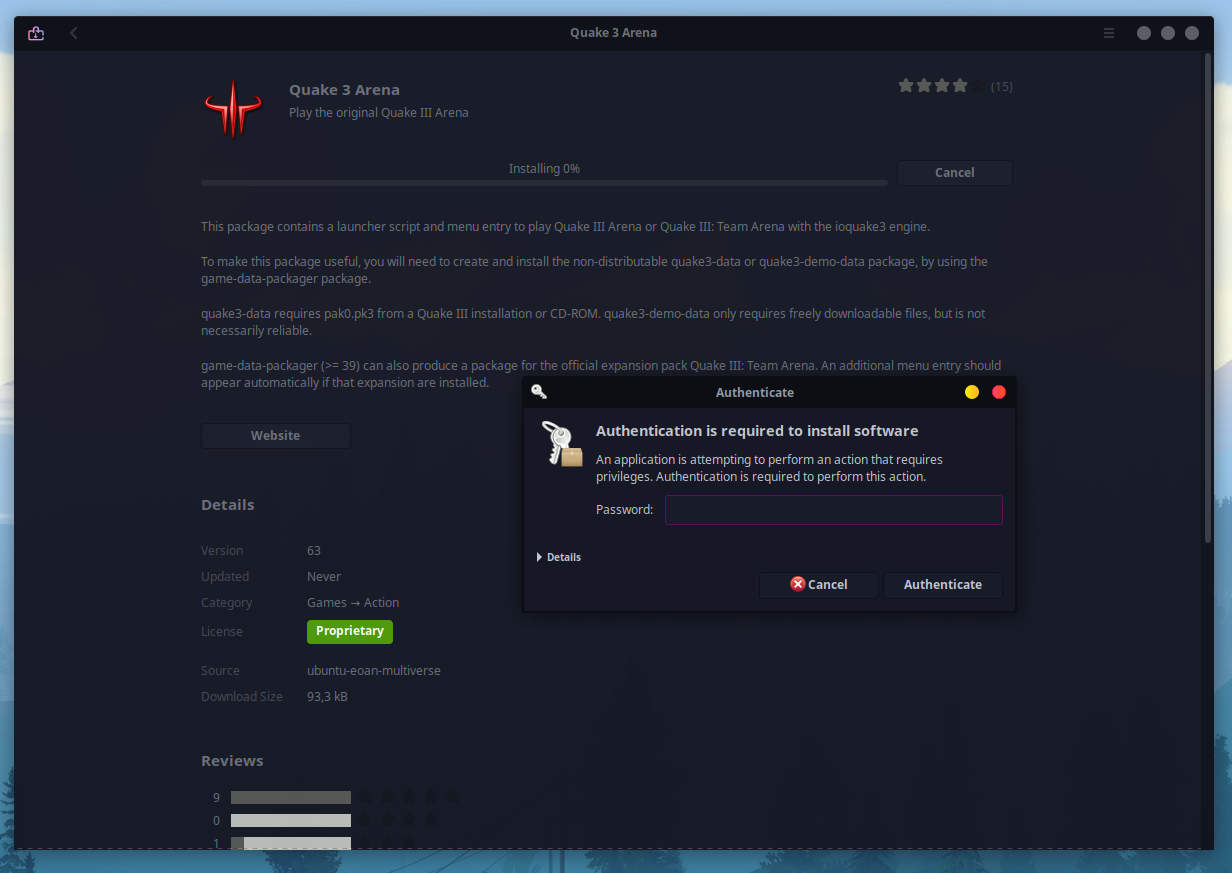 Quake 3 Arena
Quake 3 Arena
(15)
Play the original Quake III Arena
Installing 0%
Cancel
This package contains a launcher script and menu entry to play Quake III Arena or Quake III: Team Arena with the ioquake3 engine.
To make this package useful, you will need to create and install the non-distributable quake3-data or quake3-demo-data package, by using the
game-data-packager package.
quake3-data requires pak0.pk3 from a Quake III installation or CD-ROM. quake3-demo-data only requires freely downloadable files, but is not
necessarily reliable.
game-data-packager (>= 39) can also produce a package for the official expansion pack Quake III: Team Arena. An additional menu entry should
appear automatically if that expansion are installed.
Website
Authenticate
Authentication is required to install software
An application is attempting to perform an action that requires
privileges. Authentication is required to perform this action.
Password:
Details
Cancel
Authenticate
Details
Version 63
Updated Never
Category Games → Action
License Proprietary
Source ubuntu-eoan-multiverse
Download Size 93,3 kB
Reviews
9
0
1